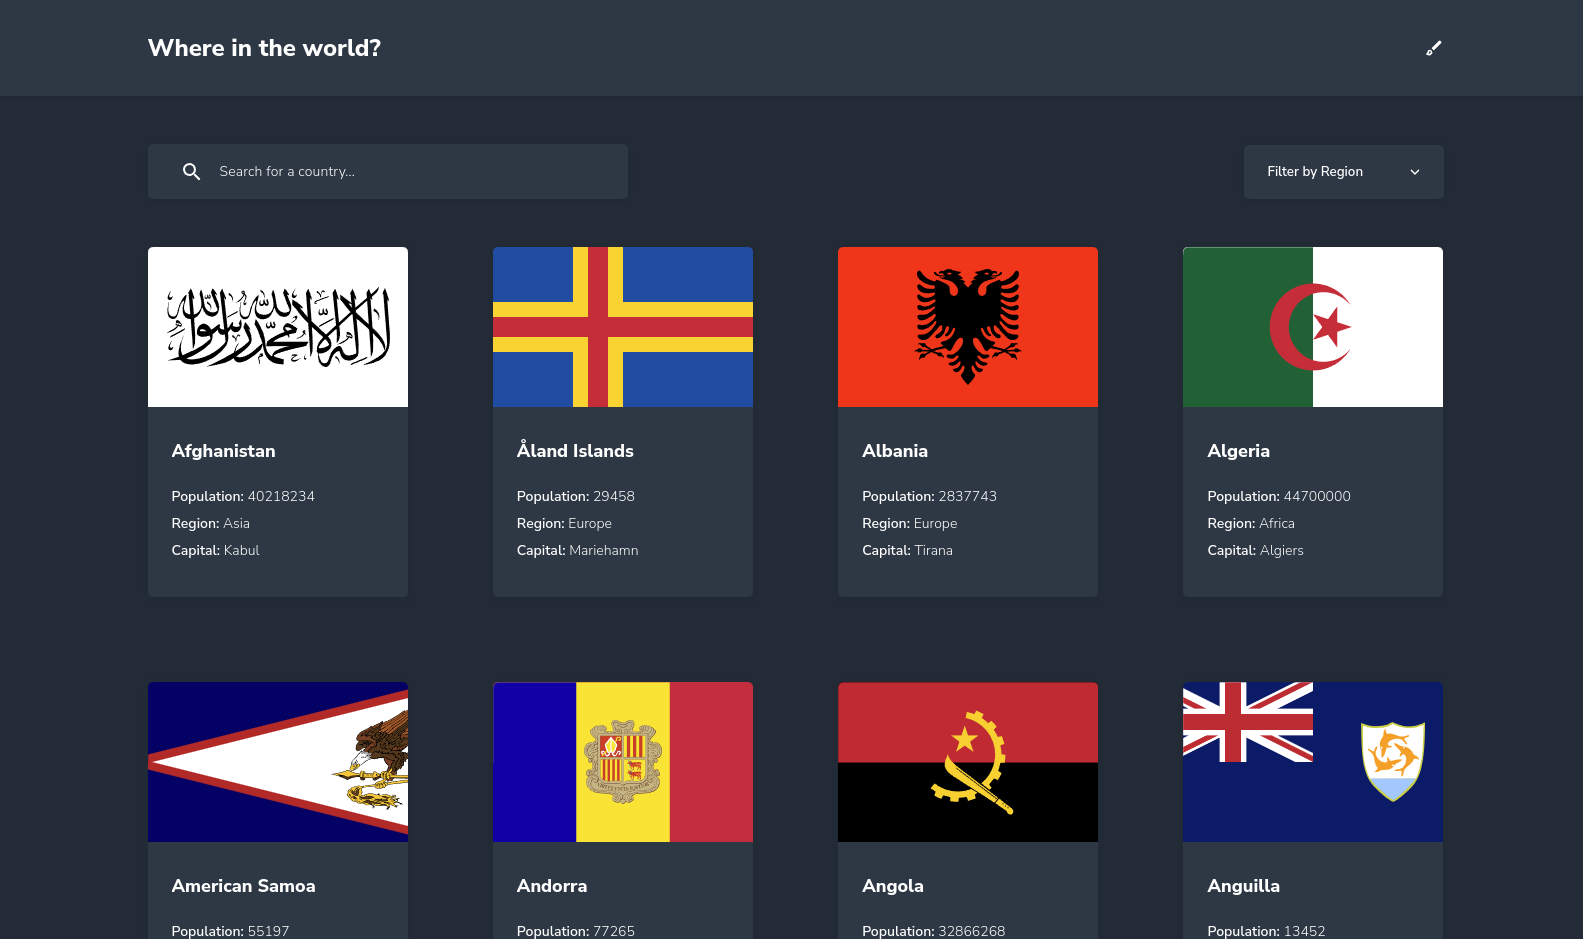 Where in the world?
Search for a country...
Filter by Region
لا إله إلا الله محمد رسول الله
Afghanistan
Population: 40218234
Region: Asia
Capital: Kabul
Åland Islands
Population: 29458
Region: Europe
Capital: Mariehamn
Albania
Population: 2837743
Region: Europe
Capital: Tirana
Algeria
Population: 44700000
Region: Africa
Capital: Algiers
American Samoa
Population: 55197
Andorra
Population: 77265
Angola
Population: 32866268
Anguilla
Population: 13452